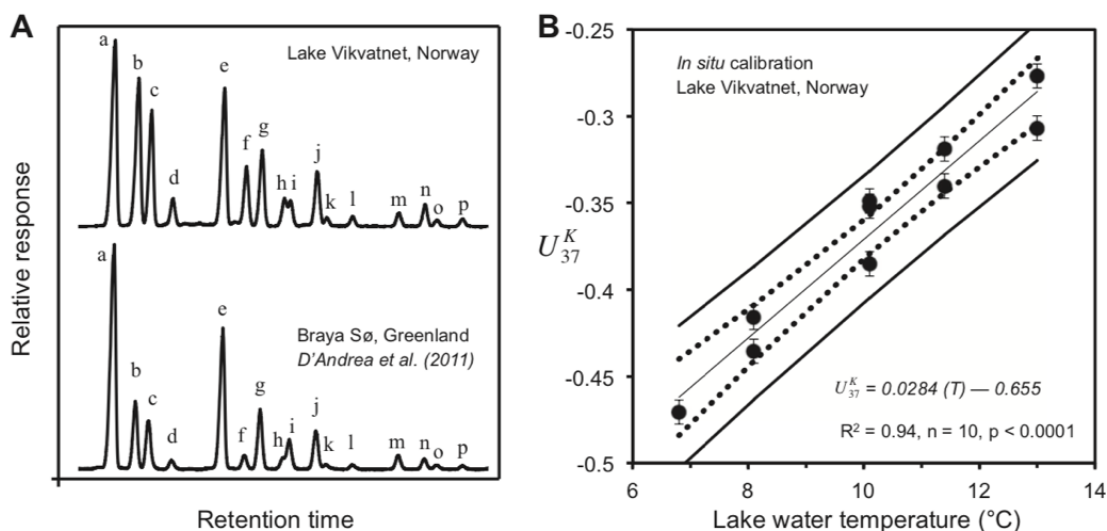 A
Lake Vikvatnet, Norway
a
b
c
d
e
f
g
h
i
j
k
l
m
n
o
p
Braya Sø, Greenland
D'Andrea et al. (2011)
a
b
c
d
e
f
g
h
i
j
k
l
m
n
o
p
Relative response
Retention time
B
In situ calibration
Lake Vikvatnet, Norway
U^K_37
-0.25
-0.3
-0.35
-0.4
-0.45
-0.5
U^K_37 = 0.0284 (T) — 0.655
R² = 0.94, n = 10, p < 0.0001
6 8 10 12 14
Lake water temperature (°C)